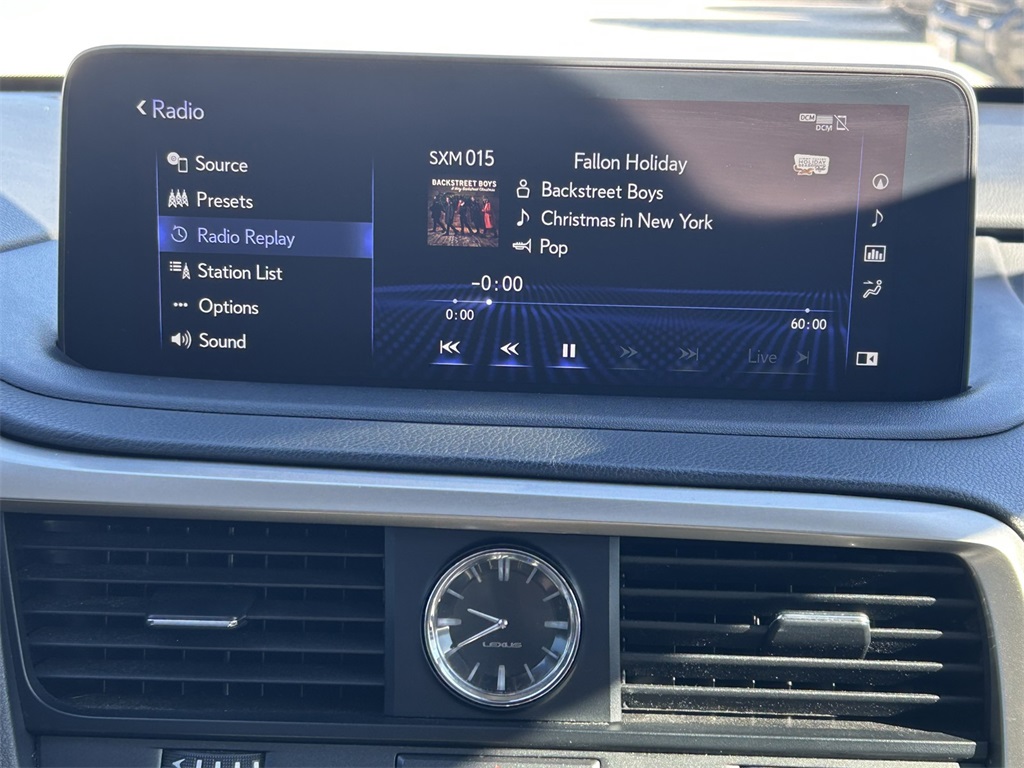 Radio
DCM
DCM
Source
Presets
Radio Replay
Station List
Options
Sound
SXM 015
Fallon Holiday
BACKSTREET BOYS
Backstreet Boys
Christmas in New York
Pop
-0:00
0:00
60:00
Live
LEXUS